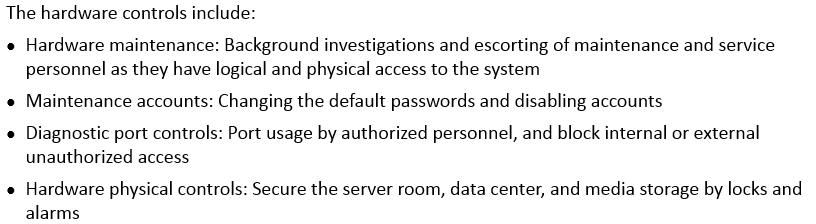 The hardware controls include:
• Hardware maintenance: Background investigations and escorting of maintenance and service
personnel as they have logical and physical access to the system
• Maintenance accounts: Changing the default passwords and disabling accounts
• Diagnostic port controls: Port usage by authorized personnel, and block internal or external
unauthorized access
• Hardware physical controls: Secure the server room, data center, and media storage by locks and
alarms